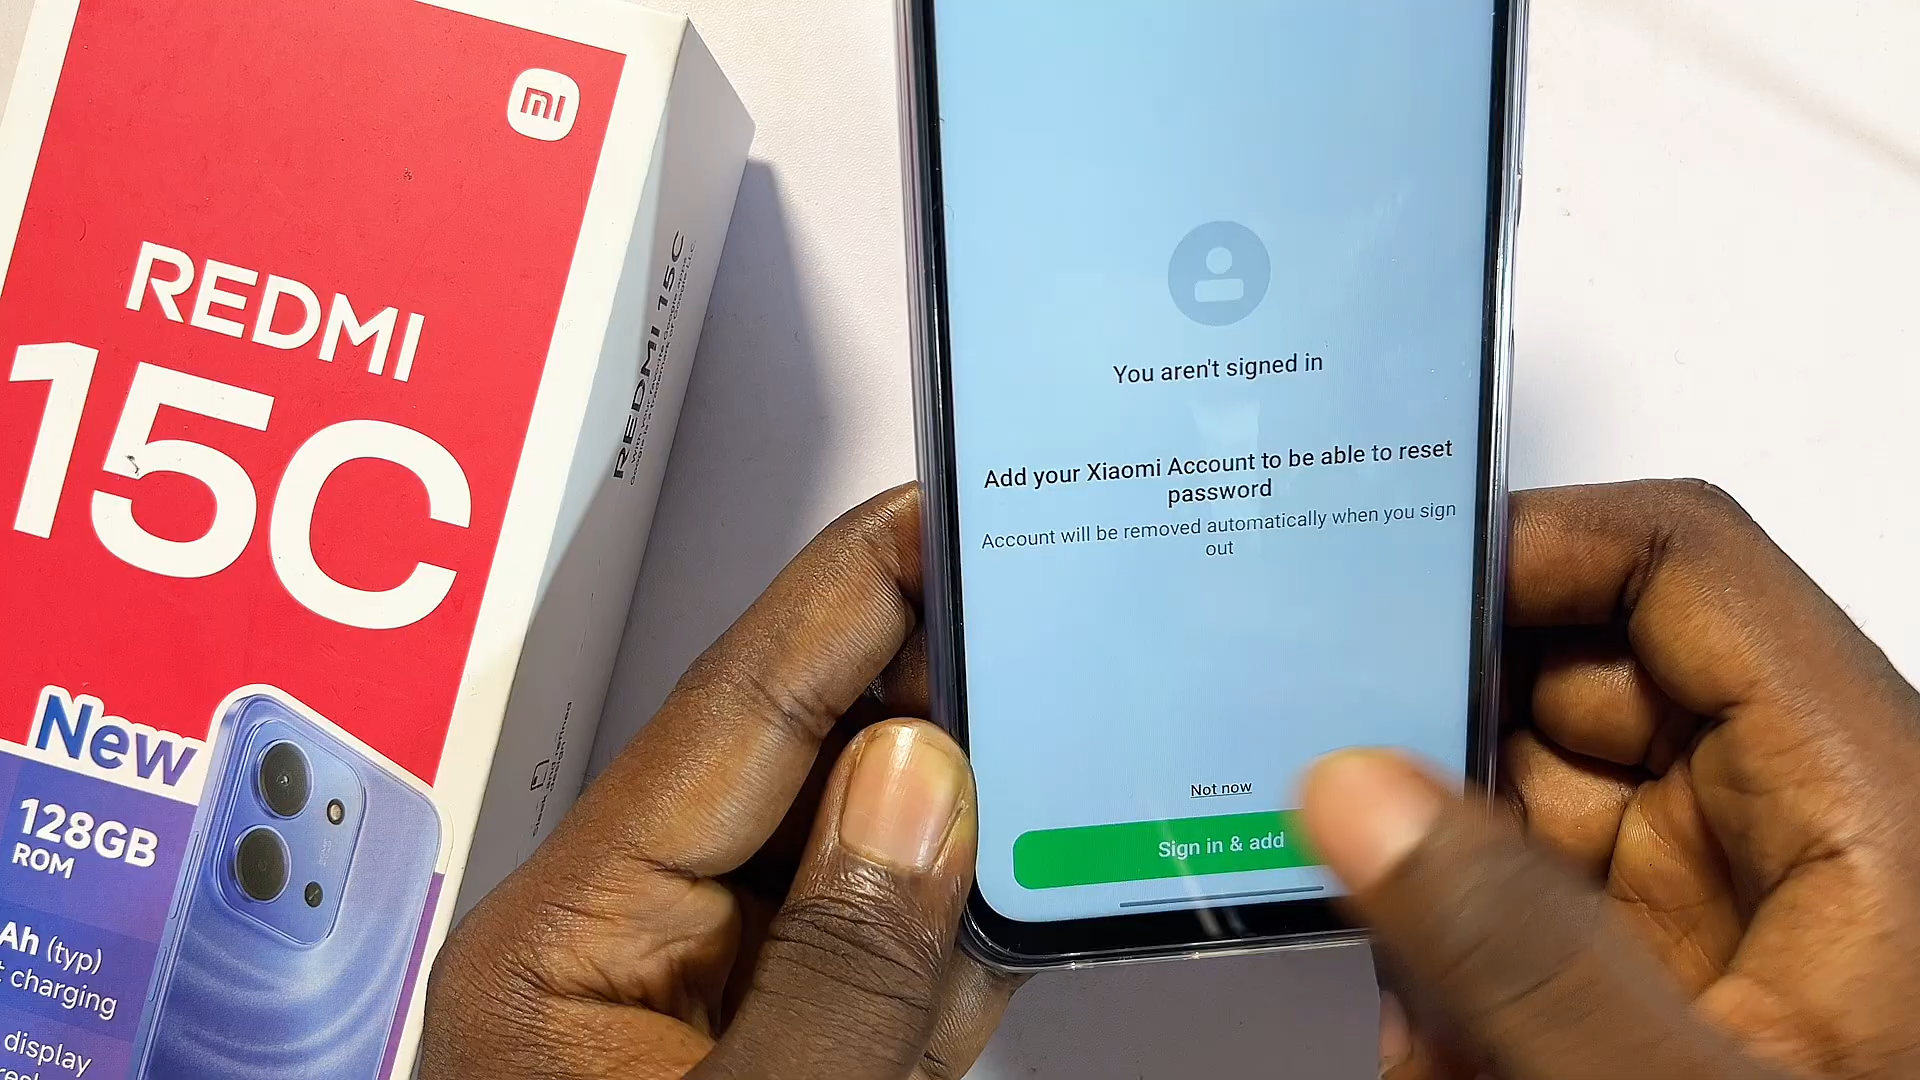 mi
REDMI
15C
New
128GB
ROM
Ah (typ)
charging
display
REDMI 15C
You aren't signed in
Add your Xiaomi Account to be able to reset
password
Account will be removed automatically when you sign
out
Not now
Sign in & add